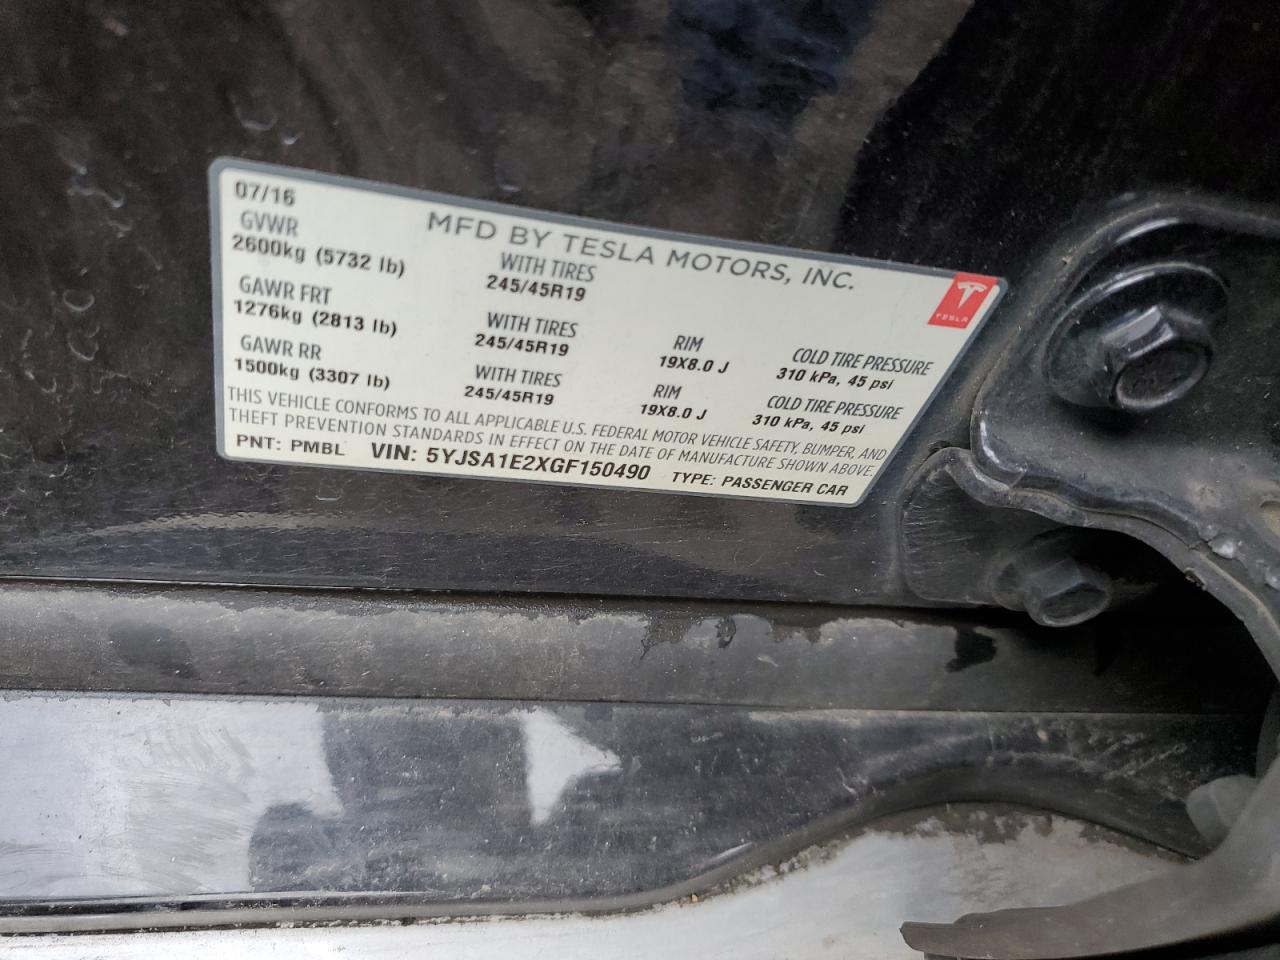 07/16
MFD BY TESLA MOTORS, INC.
GVWR
2600kg (5732 lb)
WITH TIRES
245/45R19
TESLA
GAWR FRT
1276kg (2813 lb)
WITH TIRES
245/45R19
RIM
19X8.0 J
COLD TIRE PRESSURE
310 kPa, 45 psi
GAWR RR
1500kg (3307 lb)
WITH TIRES
245/45R19
RIM
19X8.0 J
COLD TIRE PRESSURE
310 kPa, 45 psi
THIS VEHICLE CONFORMS TO ALL APPLICABLE U.S. FEDERAL MOTOR VEHICLE SAFETY, BUMPER, AND
THEFT PREVENTION STANDARDS IN EFFECT ON THE DATE OF MANUFACTURE SHOWN ABOVE.
PNT: PMBL VIN: 5YJSA1E2XGF150490 TYPE: PASSENGER CAR